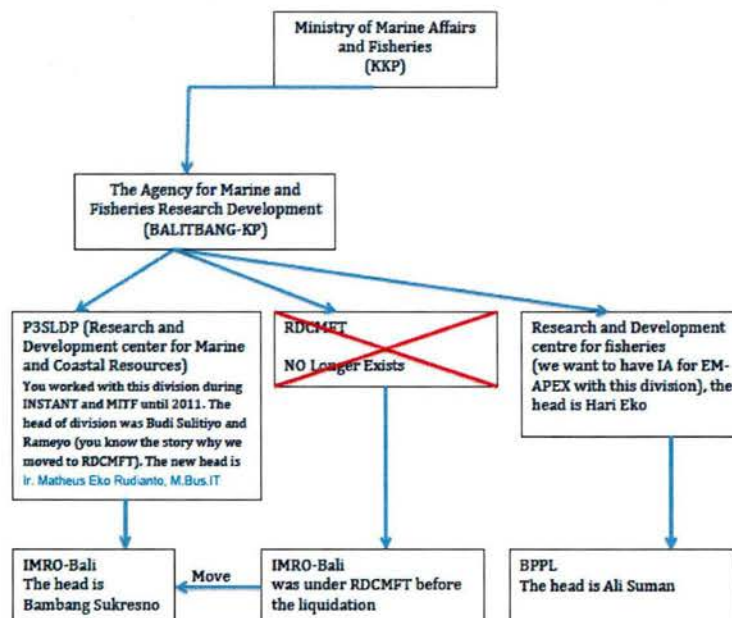 Ministry of Marine Affairs
and Fisheries
(KKP)
The Agency for Marine and
Fisheries Research Development
(BALITBANG-KP)
P3SLDP (Research and
Development center for Marine
and Coastal Resources)
You worked with this division during
INSTANT and MITF until 2011. The
head of division was Budi Sulitiyo and
Rameyo (you know the story why we
moved to RDCMFT). The new head is
Ir. Matheus Eko Rudianto, M.Bus.IT
RDCMFT
NO Longer Exists
Research and Development
centre for fisheries
(we want to have IA for EM-
APEX with this division), the
head is Hari Eko
IMRO-Bali
The head is
Bambang Sukresno
Move
IMRO-Bali
was under RDCMFT before
the liquidation
BPPL
The head is Ali Suman